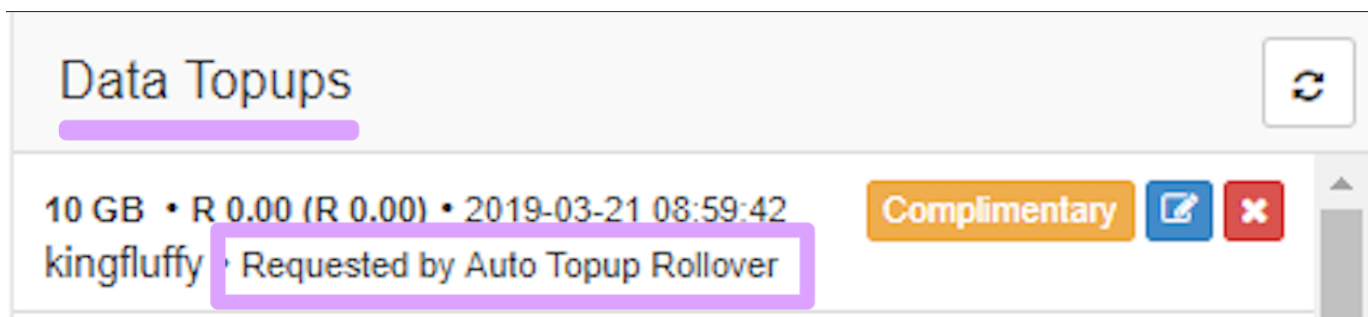 Data Topups
10 GB • R 0.00 (R 0.00) • 2019-03-21 08:59:42
Complimentary
kingfluffy • Requested by Auto Topup Rollover